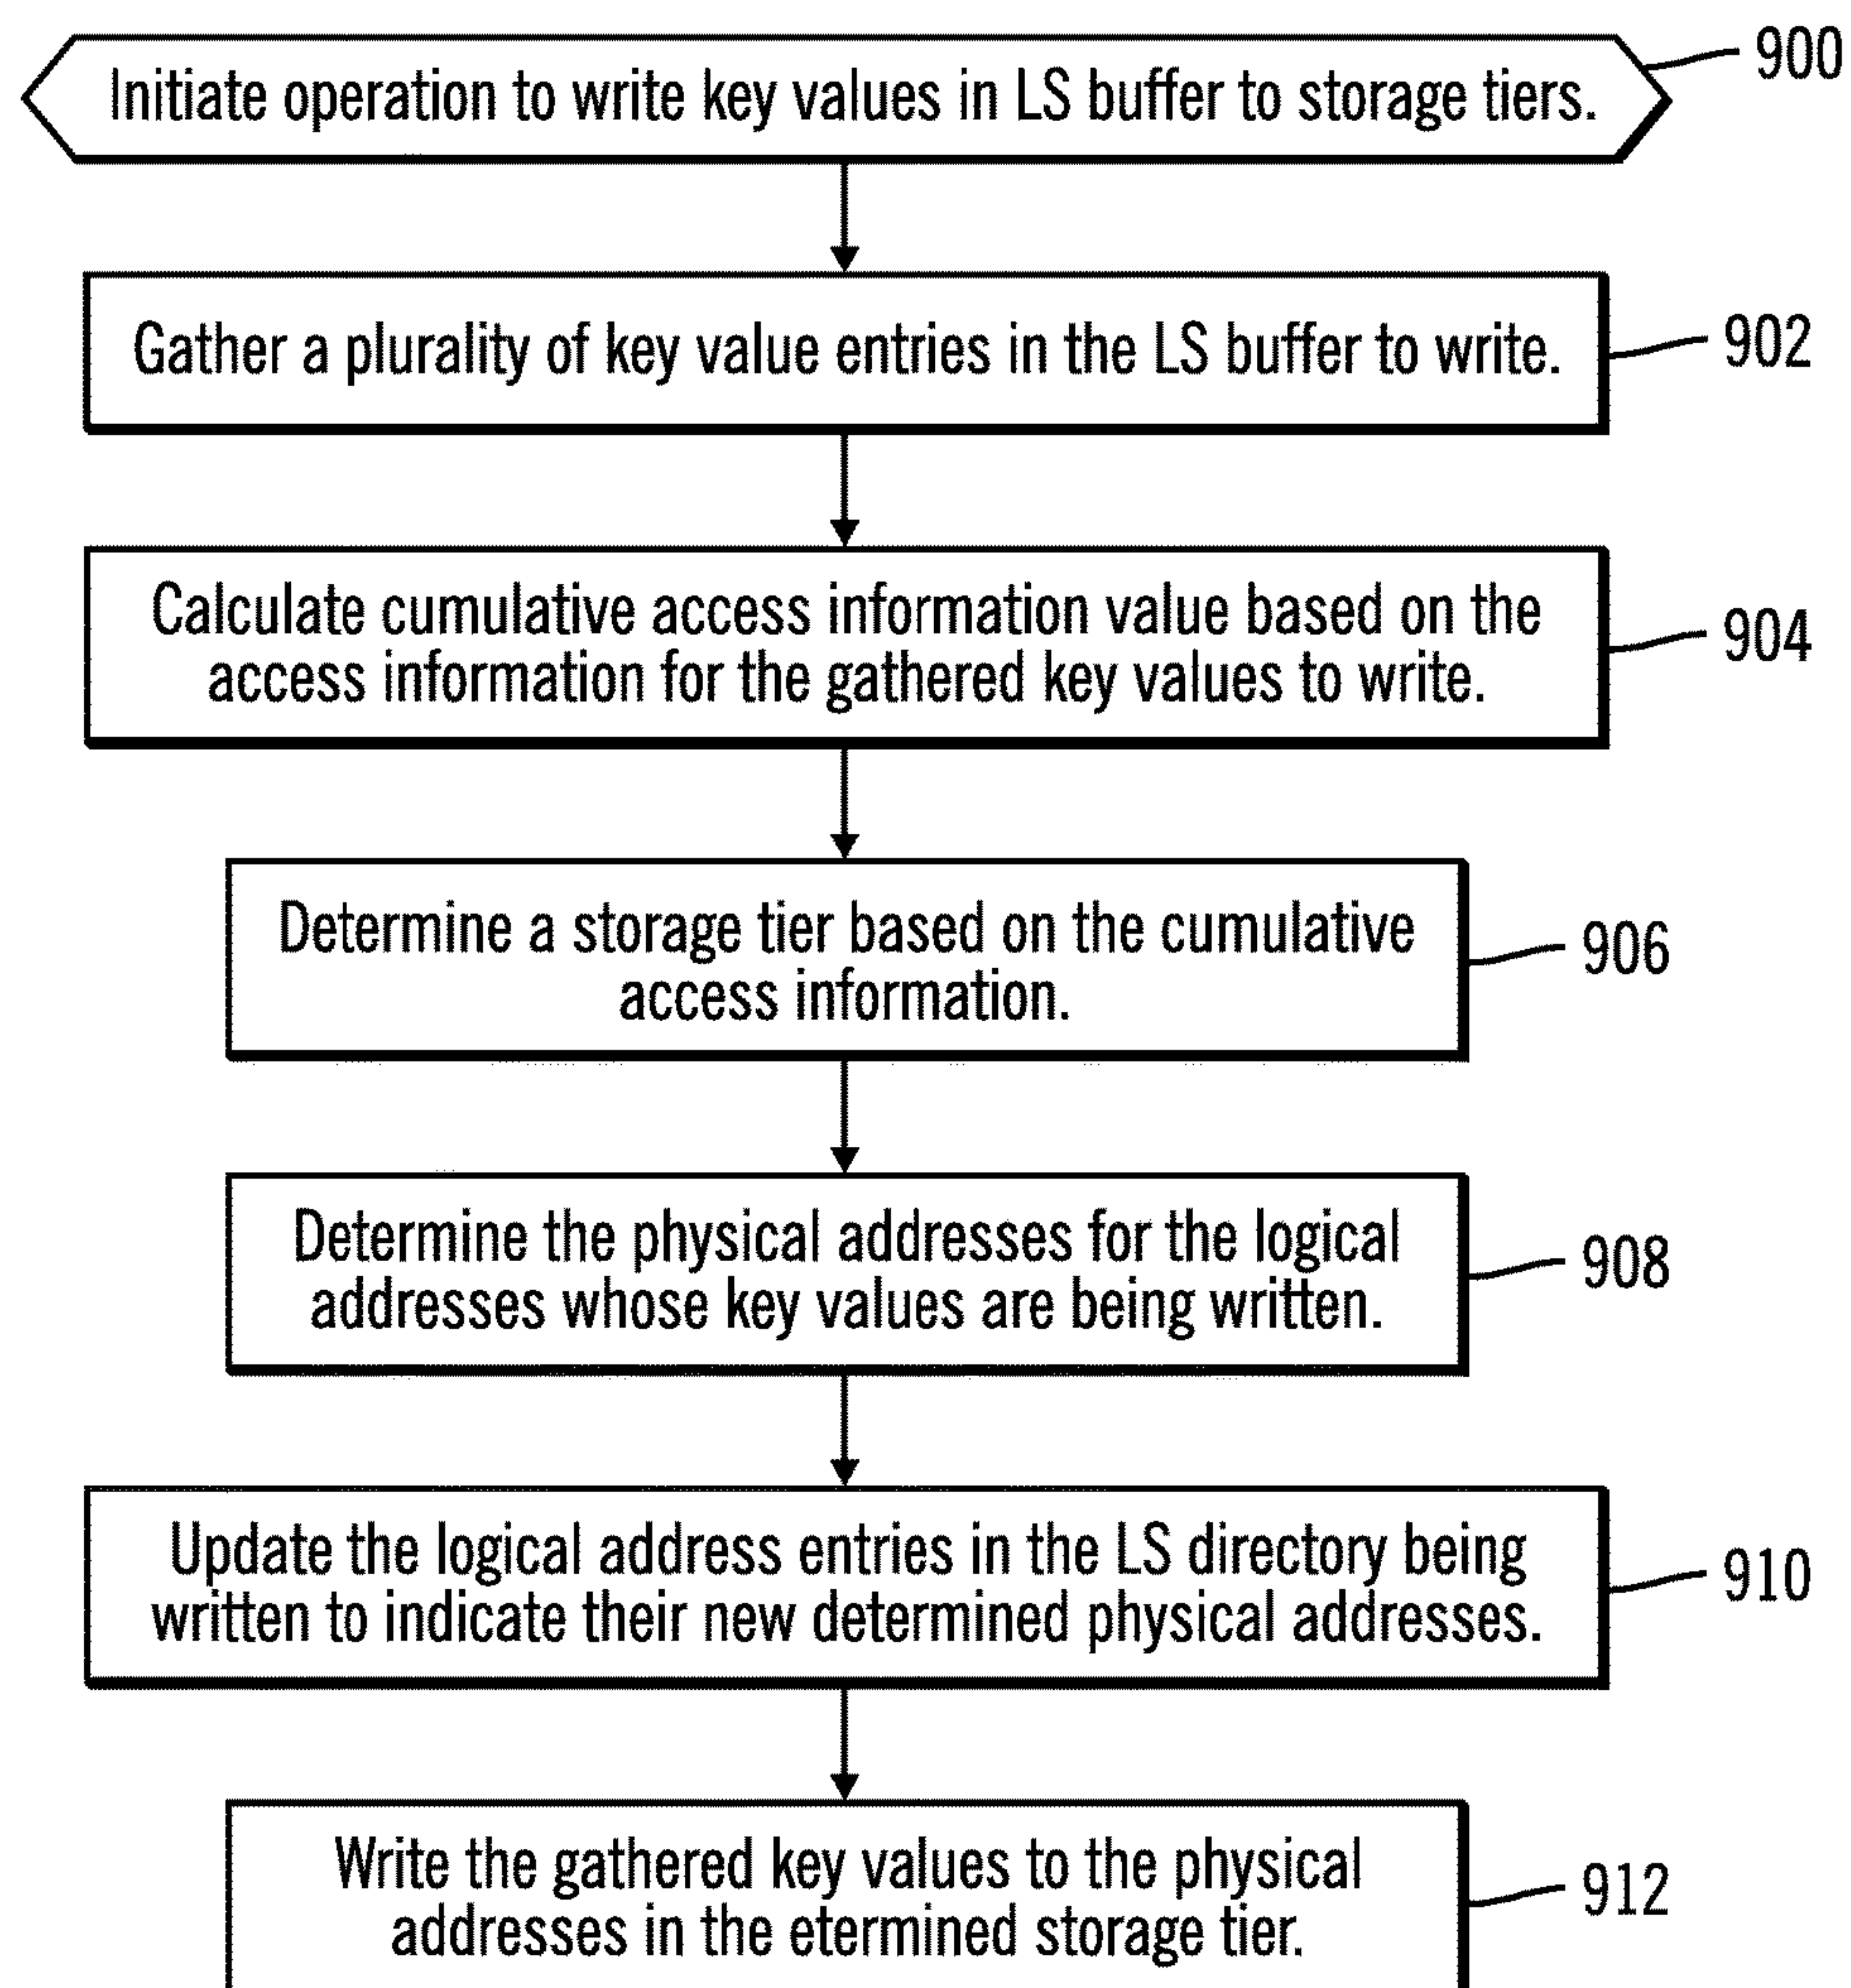 Initiate operation to write key values in LS buffer to storage tiers.
900
Gather a plurality of key value entries in the LS buffer to write.
902
Calculate cumulative access information value based on the
access information for the gathered key values to write.
904
Determine a storage tier based on the cumulative
access information.
906
Determine the physical addresses for the logical
addresses whose key values are being written.
908
Update the logical address entries in the LS directory being
written to indicate their new determined physical addresses.
910
Write the gathered key values to the physical
addresses in the etermined storage tier.
912